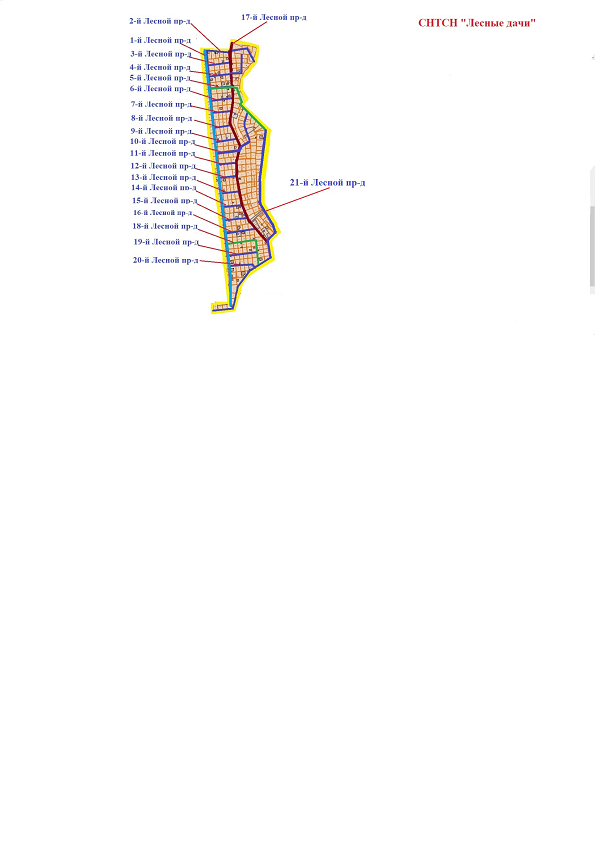 17-й Лесной пр-д
2-й Лесной пр-д
СНТСН "Лесные дачи"
1-й Лесной пр-д
3-й Лесной пр-д
4-й Лесной пр-д
5-й Лесной пр-д
6-й Лесной пр-д
7-й Лесной пр-д
8-й Лесной пр-д
9-й Лесной пр-д
10-й Лесной пр-д
11-й Лесной пр-д
12-й Лесной пр-д
13-й Лесной пр-д
21-й Лесной пр-д
14-й Лесной пр-д
15-й Лесной пр-д
16-й Лесной пр-д
18-й Лесной пр-д
19-й Лесной пр-д
20-й Лесной пр-д